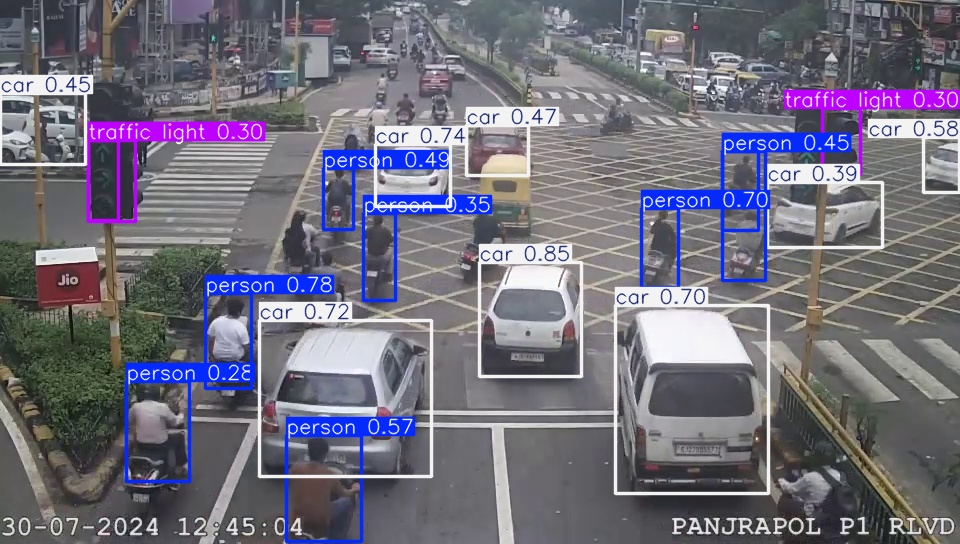 car 0.45
traffic light 0.30
car 0.47
car 0.74
traffic light 0.30
car 0.58
person 0.49
person 0.45
car 0.39
person 0.35
person 0.70
Jio
car 0.85
person 0.78
car 0.72
car 0.70
person 0.28
person 0.57
30-07-2024 12:45:04
PANJRAPOL P1 RLVD